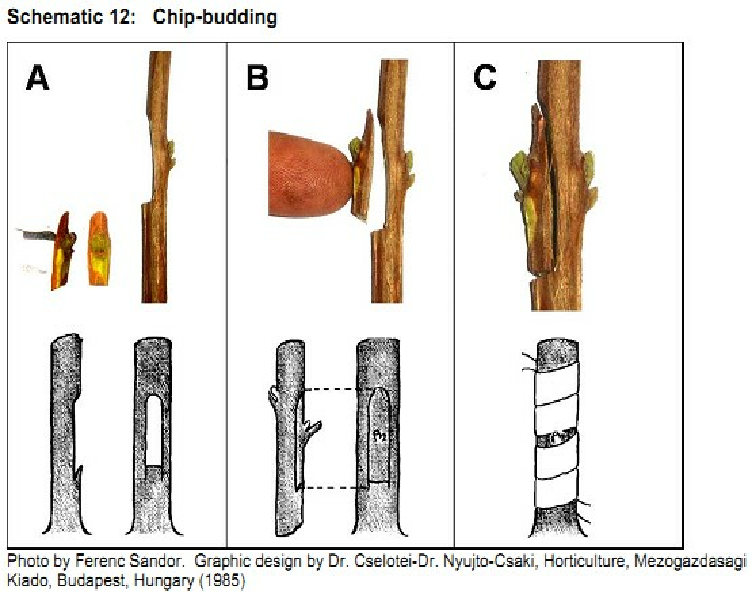 Schematic 12: Chip-budding
A B C
Photo by Ferenc Sandor. Graphic design by Dr. Cselotei-Dr. Nyujto-Csaki, Horticulture, Mezogazdasagi
Kiado, Budapest, Hungary (1985)